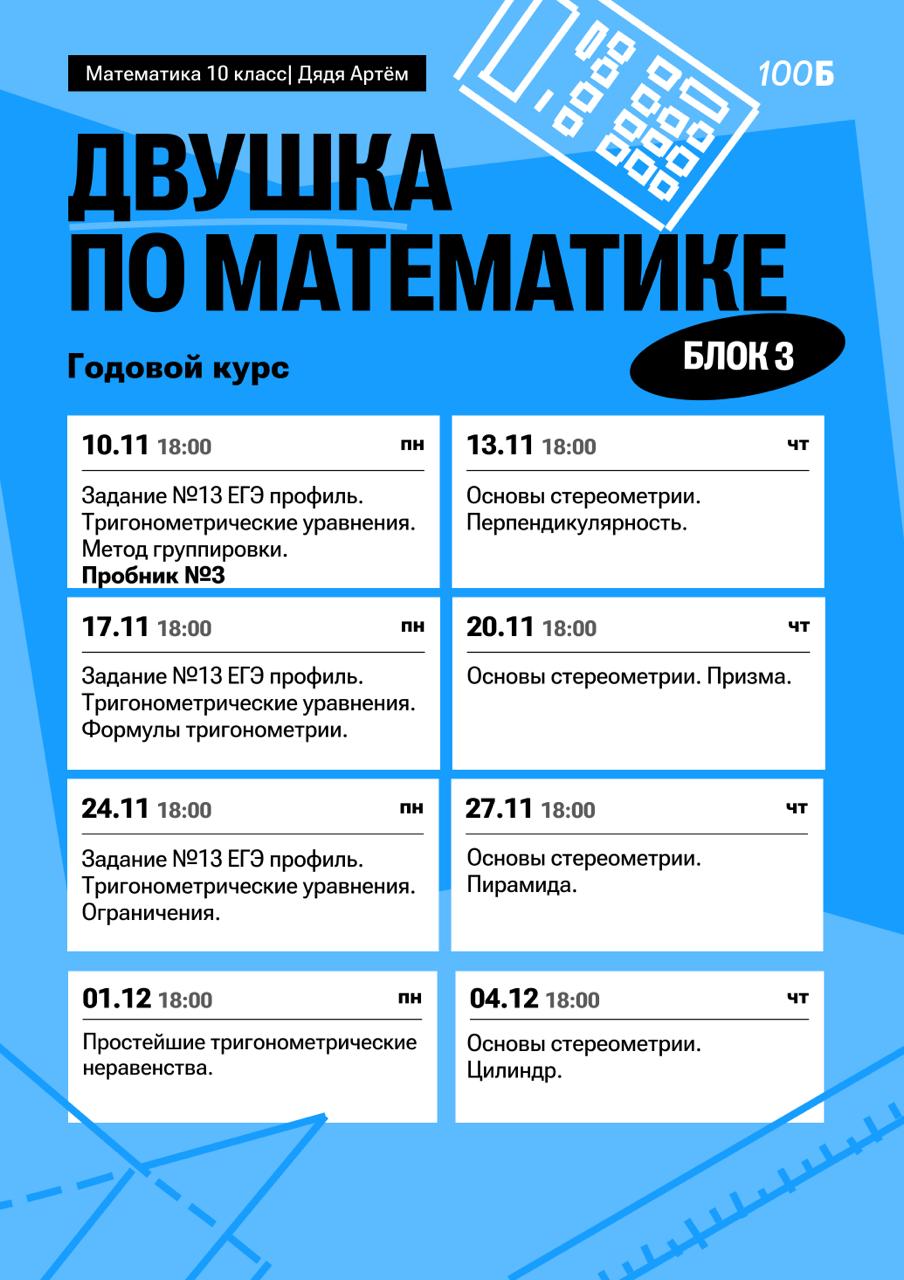 Математика 10 класс| Дядя Артём
100Б
ДВУШКА
ПО МАТЕМАТИКЕ
Годовой курс
БЛОК 3
10.11 18:00 пн
Задание №13 ЕГЭ профиль.
Тригонометрические уравнения.
Метод группировки.
Пробник №3
13.11 18:00 чт
Основы стереометрии.
Перпендикулярность.
17.11 18:00 пн
Задание №13 ЕГЭ профиль.
Тригонометрические уравнения.
Формулы тригонометрии.
20.11 18:00 чт
Основы стереометрии. Призма.
24.11 18:00 пн
Задание №13 ЕГЭ профиль.
Тригонометрические уравнения.
Ограничения.
27.11 18:00 чт
Основы стереометрии.
Пирамида.
01.12 18:00 пн
Простейшие тригонометрические
неравенства.
04.12 18:00 чт
Основы стереометрии.
Цилиндр.